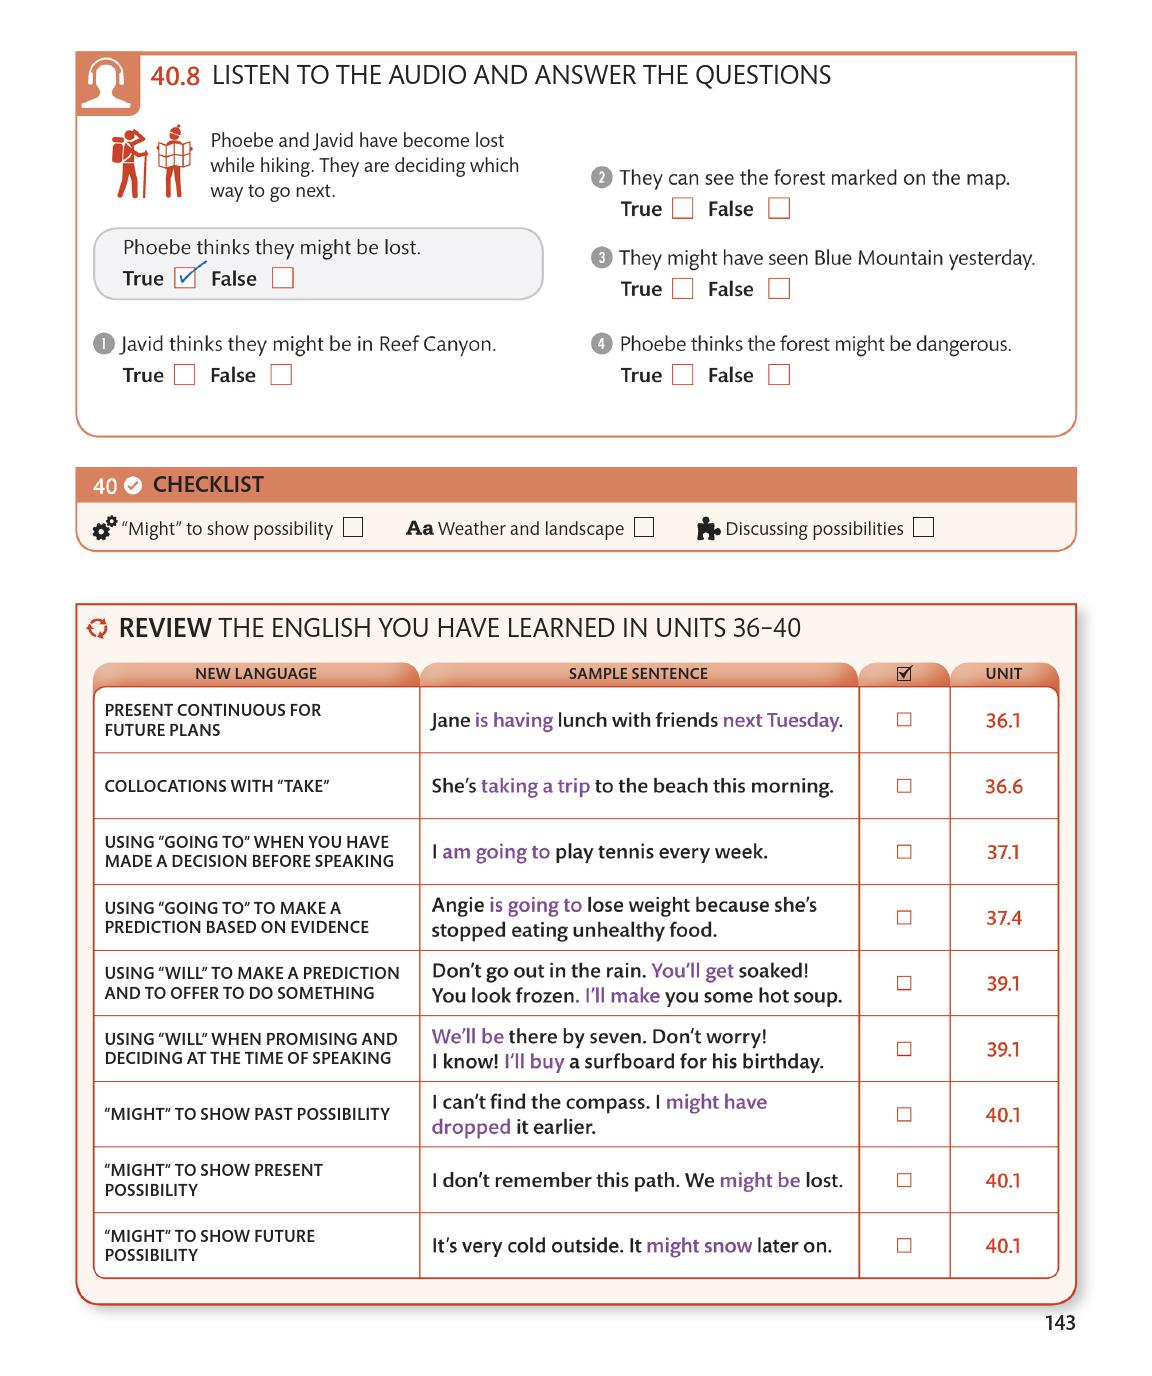 40.8 LISTEN TO THE AUDIO AND ANSWER THE QUESTIONS
Phoebe and Javid have become lost
while hiking. They are deciding which
way to go next.
Phoebe thinks they might be lost.
True False
1 Javid thinks they might be in Reef Canyon.
True False
2 They can see the forest marked on the map.
True False
3 They might have seen Blue Mountain yesterday.
True False
4 Phoebe thinks the forest might be dangerous.
True False
40 CHECKLIST
“Might” to show possibility Aa Weather and landscape Discussing possibilities
REVIEW THE ENGLISH YOU HAVE LEARNED IN UNITS 36–40
NEW LANGUAGE SAMPLE SENTENCE UNIT
PRESENT CONTINUOUS FOR
FUTURE PLANS
Jane is having lunch with friends next Tuesday.
36.1
COLLOCATIONS WITH “TAKE”
She’s taking a trip to the beach this morning.
36.6
USING “GOING TO” WHEN YOU HAVE
MADE A DECISION BEFORE SPEAKING
I am going to play tennis every week.
37.1
USING “GOING TO” TO MAKE A
PREDICTION BASED ON EVIDENCE
Angie is going to lose weight because she’s
stopped eating unhealthy food.
37.4
USING “WILL” TO MAKE A PREDICTION
AND TO OFFER TO DO SOMETHING
Don’t go out in the rain. You’ll get soaked!
You look frozen. I’ll make you some hot soup.
39.1
USING “WILL” WHEN PROMISING AND
DECIDING AT THE TIME OF SPEAKING
We’ll be there by seven. Don’t worry!
I know! I’ll buy a surfboard for his birthday.
39.1
“MIGHT” TO SHOW PAST POSSIBILITY
I can’t find the compass. I might have
dropped it earlier.
40.1
“MIGHT” TO SHOW PRESENT
POSSIBILITY
I don’t remember this path. We might be lost.
40.1
“MIGHT” TO SHOW FUTURE
POSSIBILITY
It’s very cold outside. It might snow later on.
40.1
143